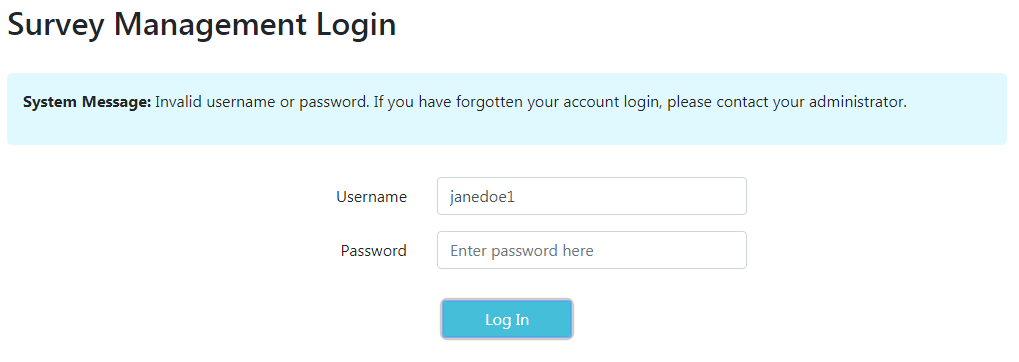 Survey Management Login
System Message: Invalid username or password. If you have forgotten your account login, please contact your administrator.
Username janedoe1
Password Enter password here
Log In